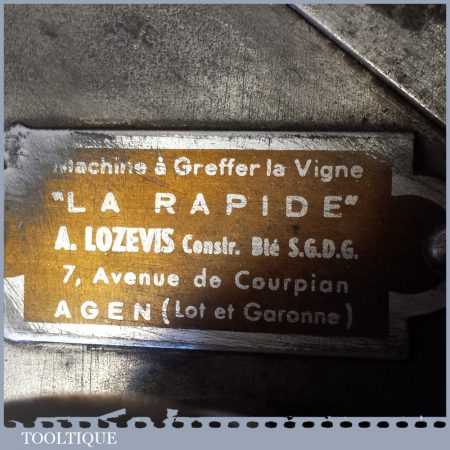 Machine à Greffer la Vigne
"LA RAPIDE"
A. LOZEVIS Constr. Bté S.G.D.G.
7, Avenue de Courpian
AGEN (Lot et Garonne)
TOOLTIQUE